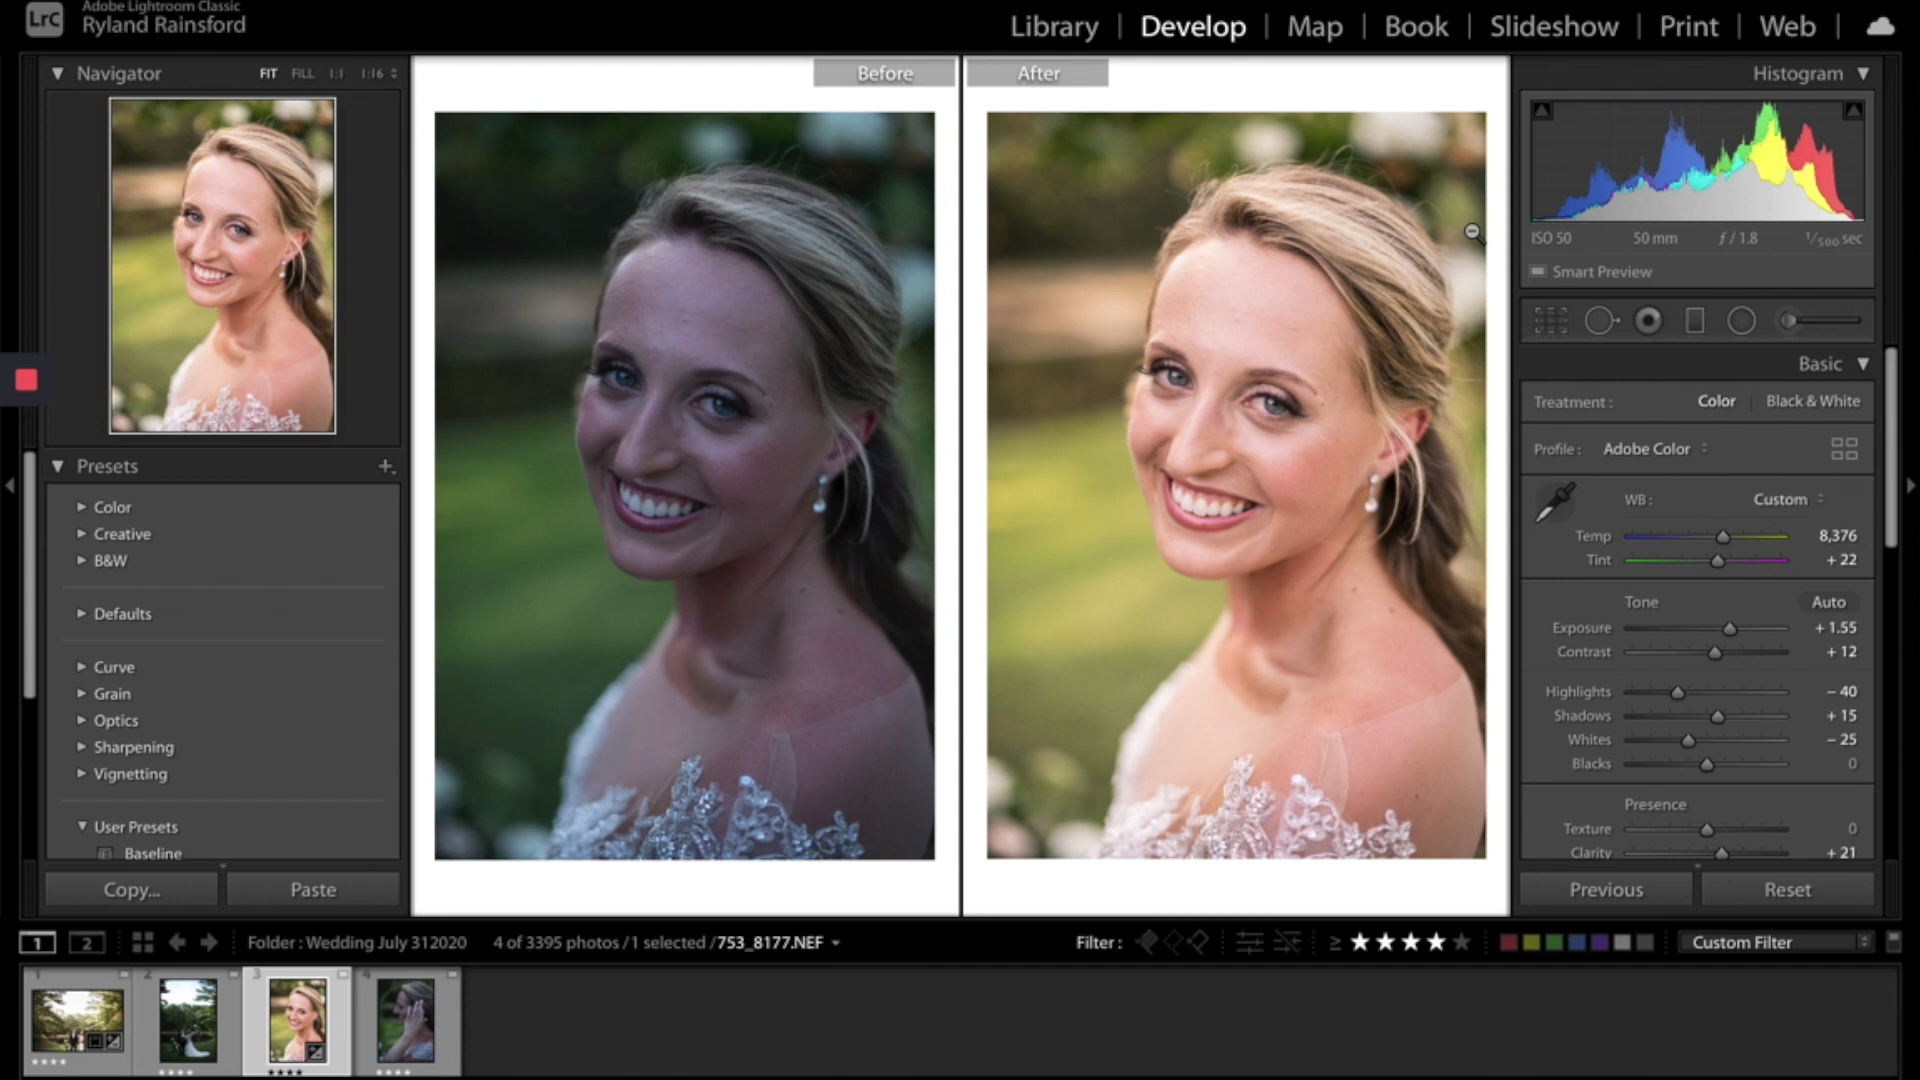 LrC
Adobe Lightroom Classic
Ryland Rainsford
Library | Develop | Map | Book | Slideshow | Print | Web
Navigator FIT FILL 1:1 1:16
Before
After
Histogram
ISO 50 50 mm ƒ / 1.8 1/500 sec
Smart Preview
Presets
Color
Creative
B&W
Defaults
Curve
Grain
Optics
Sharpening
Vignetting
User Presets
Baseline
Copy... Paste
Basic
Treatment : Color Black & White
Profile : Adobe Color
WB : Custom
Temp 8,376
Tint + 22
Tone Auto
Exposure + 1.55
Contrast + 12
Highlights − 40
Shadows + 15
Whites − 25
Blacks 0
Presence
Texture 0
Clarity + 21
Previous Reset
1 2 Folder : Wedding July 312020 4 of 3395 photos / 1 selected / 753_8177.NEF Filter : ≥ ★★★★★ Custom Filter
1 2 3 4